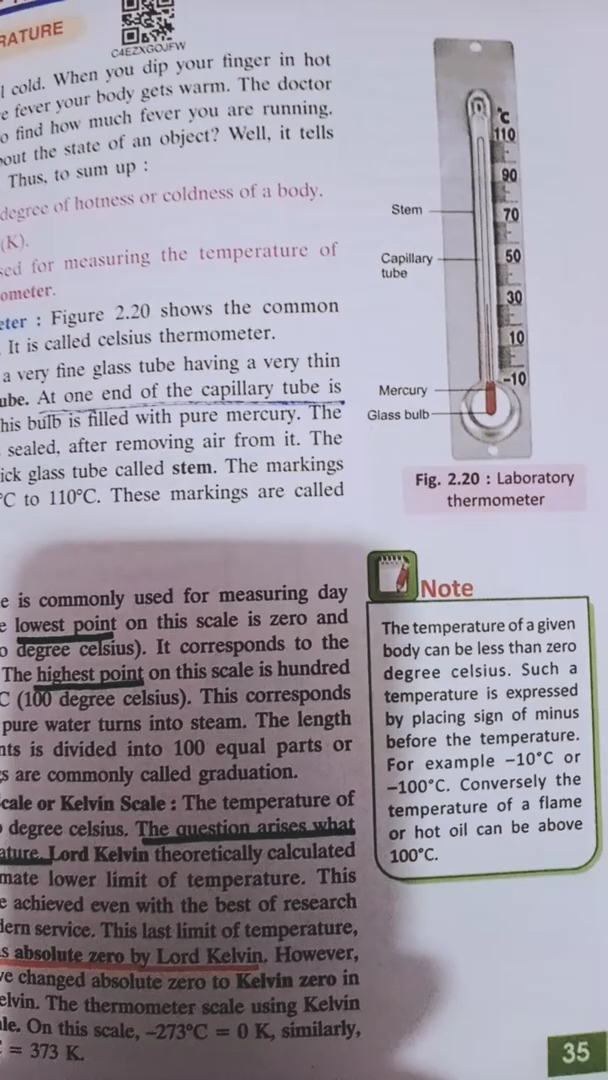 RATURE
C4EZXGOJFW
cold. When you dip your finger in hot
fever your body gets warm. The doctor
o find how much fever you are running.
out the state of an object? Well, it tells
Thus, to sum up :
degree of hotness or coldness of a body.
(K).
sed for measuring the temperature of
ometer.
eter : Figure 2.20 shows the common
It is called celsius thermometer.
a very fine glass tube having a very thin
ube. At one end of the capillary tube is
his bulb is filled with pure mercury. The
sealed, after removing air from it. The
ick glass tube called stem. The markings
°C to 110°C. These markings are called
°C
110
90
70
50
30
10
-10
Stem
Capillary
tube
Mercury
Glass bulb
Fig. 2.20 : Laboratory
thermometer
e is commonly used for measuring day
e lowest point on this scale is zero and
o degree celsius). It corresponds to the
The highest point on this scale is hundred
C (100 degree celsius). This corresponds
pure water turns into steam. The length
nts is divided into 100 equal parts or
gs are commonly called graduation.
cale or Kelvin Scale : The temperature of
degree celsius. The question arises what
ature. Lord Kelvin theoretically calculated
mate lower limit of temperature. This
e achieved even with the best of research
dern service. This last limit of temperature,
s absolute zero by Lord Kelvin. However,
ve changed absolute zero to Kelvin zero in
elvin. The thermometer scale using Kelvin
ale. On this scale, –273°C = 0 K, similarly,
= 373 K.
Note
The temperature of a given
body can be less than zero
degree celsius. Such a
temperature is expressed
by placing sign of minus
before the temperature.
For example –10°C or
–100°C. Conversely the
temperature of a flame
or hot oil can be above
100°C.
35